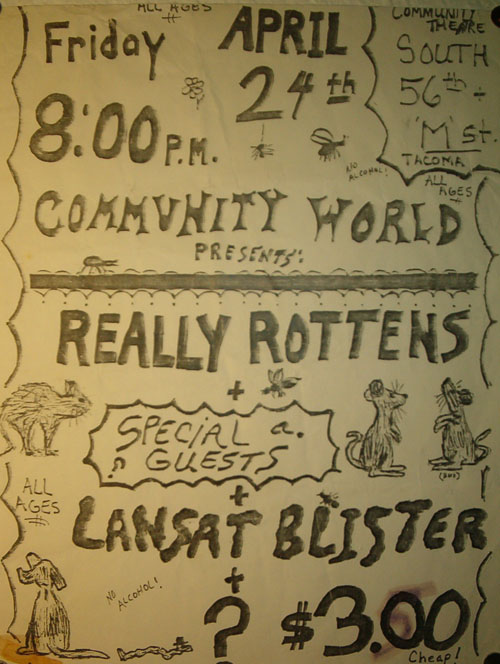 ALL AGES
Friday APRIL
24th
8:00 P.M.
COMMUNITY
THEATRE
SOUTH
56th +
'M' St.
TACOMA
ALL
AGES
NO
ALCOHAL!
COMMUNITY WORLD
PRESENTS:
REALLY ROTTENS
+
SPECIAL
? GUESTS
+
ALL
AGES
LANSAT BLISTER
+
NO
ALCOHOL!
? $3.00
Cheap!